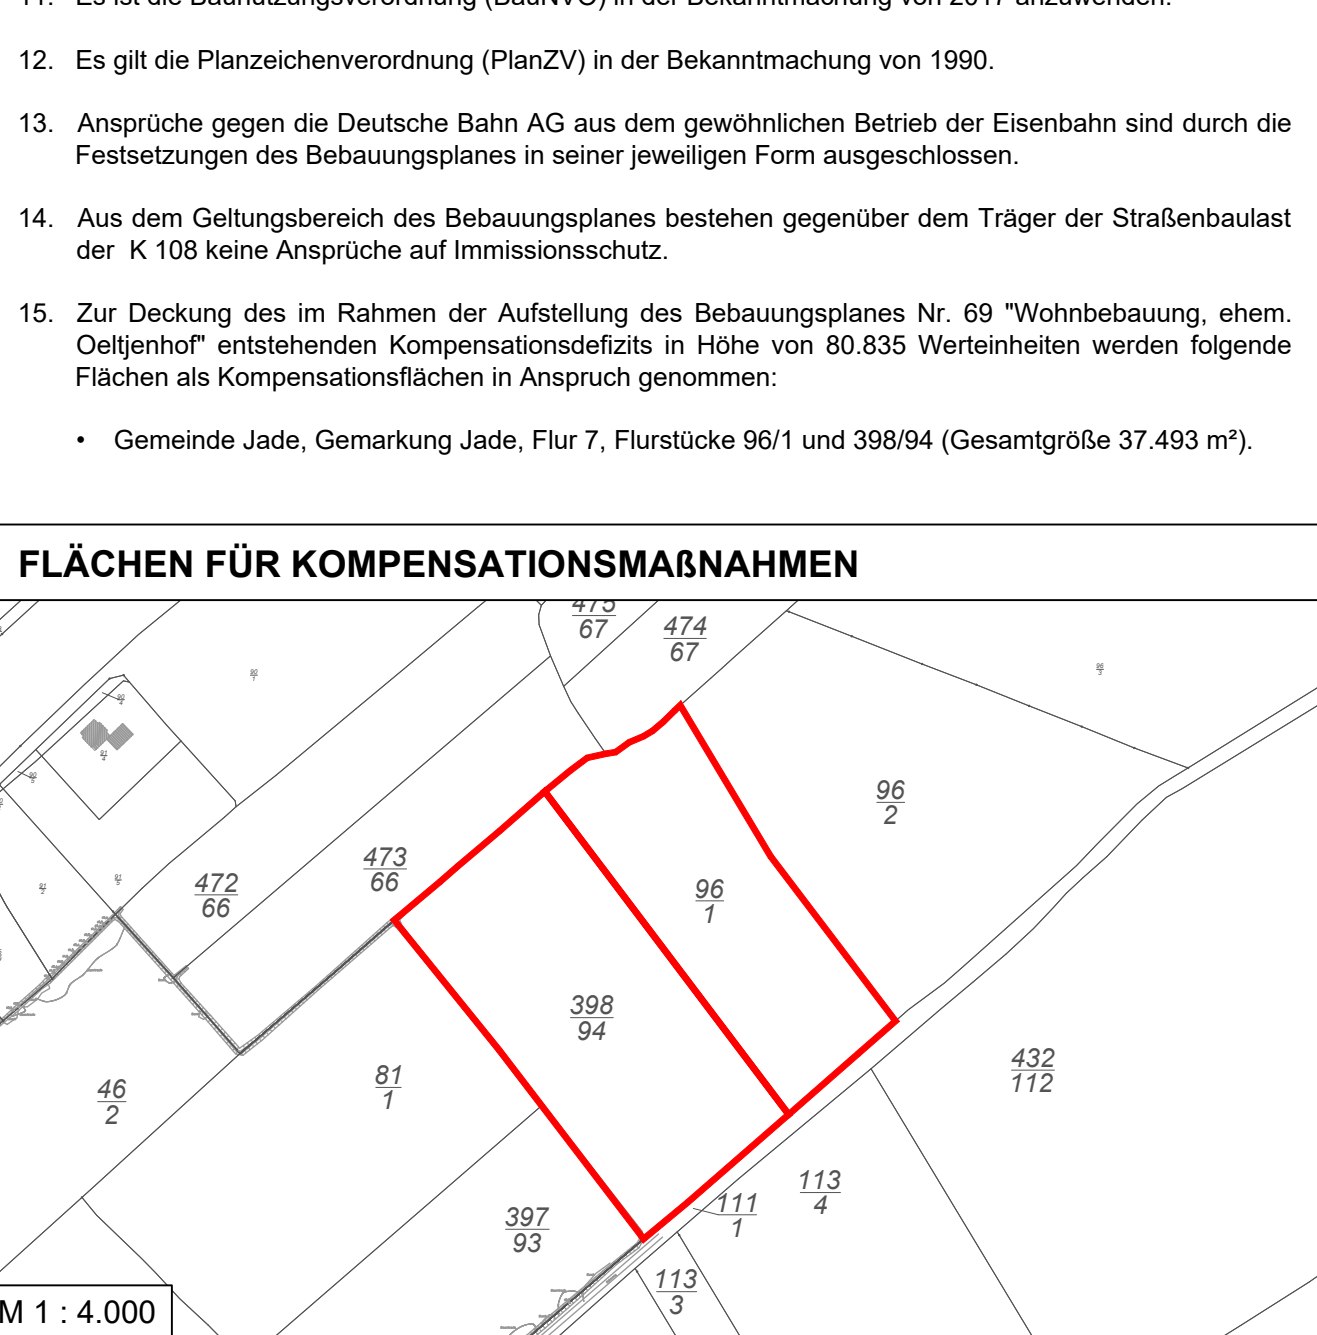 12. Es gilt die Planzeichenverordnung (PlanZV) in der Bekanntmachung von 1990.
13. Ansprüche gegen die Deutsche Bahn AG aus dem gewöhnlichen Betrieb der Eisenbahn sind durch die
Festsetzungen des Bebauungsplanes in seiner jeweiligen Form ausgeschlossen.
14. Aus dem Geltungsbereich des Bebauungsplanes bestehen gegenüber dem Träger der Straßenbaulast
der K 108 keine Ansprüche auf Immissionsschutz.
15. Zur Deckung des im Rahmen der Aufstellung des Bebauungsplanes Nr. 69 "Wohnbebauung, ehem.
Oeltjenhof" entstehenden Kompensationsdefizits in Höhe von 80.835 Werteinheiten werden folgende
Flächen als Kompensationsflächen in Anspruch genommen:
• Gemeinde Jade, Gemarkung Jade, Flur 7, Flurstücke 96/1 und 398/94 (Gesamtgröße 37.493 m²).
FLÄCHEN FÜR KOMPENSATIONSMAßNAHMEN
475
67
474
67
96
2
473
66
472
66
96
1
398
94
432
112
81
1
46
2
113
4
111
1
397
93
113
3
M 1 : 4.000